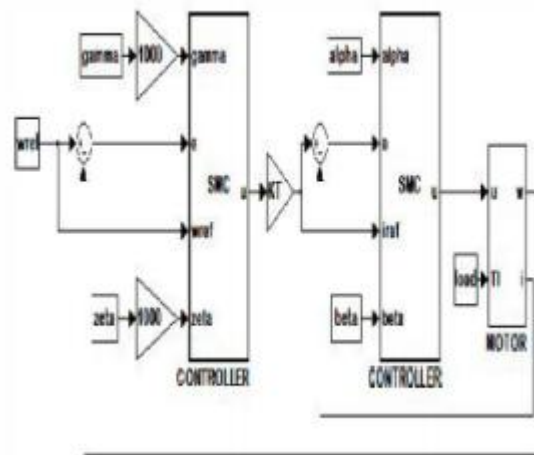 gamma 1000 gamma
alpha alpha
wref e
e
SMC
u KT
SMC
u
u w
wref
iref
load Tl i
zeta 1000 zeta
beta beta
MOTOR
CONTROLLER
CONTROLLER